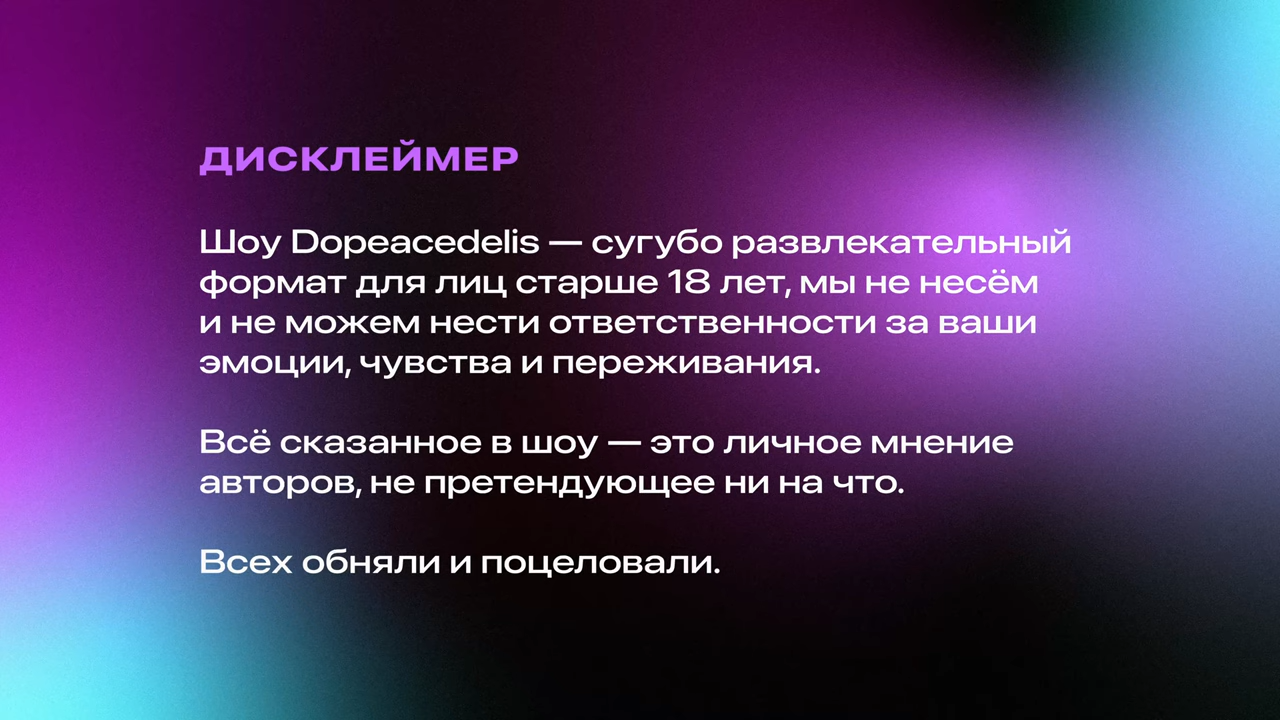 ДИСКЛЕЙМЕР
Шоу Dopeacedelis — сугубо развлекательный
формат для лиц старше 18 лет, мы не несём
и не можем нести ответственности за ваши
эмоции, чувства и переживания.
Всё сказанное в шоу — это личное мнение
авторов, не претендующее ни на что.
Всех обняли и поцеловали.